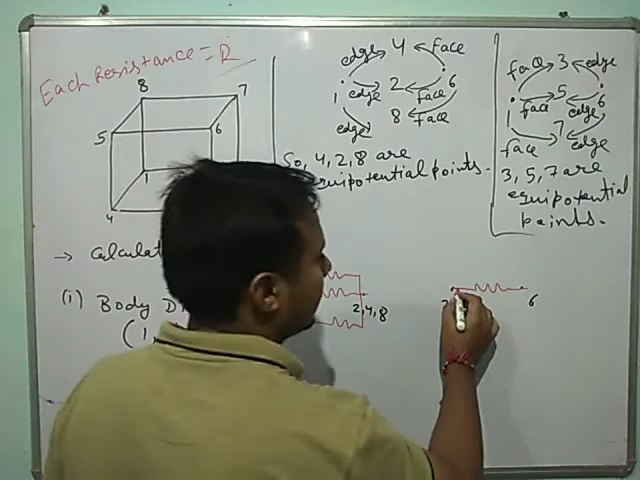 Each Resistance = R
8
7
5
6
1
4
→ Calculat
(1) Body D
(1,
edge 4 face
1 edge 2 face 6
edge 8 face
So, 4, 2, 8 are
equipotential points.
face 3 edge
1 face 5 edge 6
face 7 edge
3, 5, 7 are
equipotential
points.
2,4,8
6